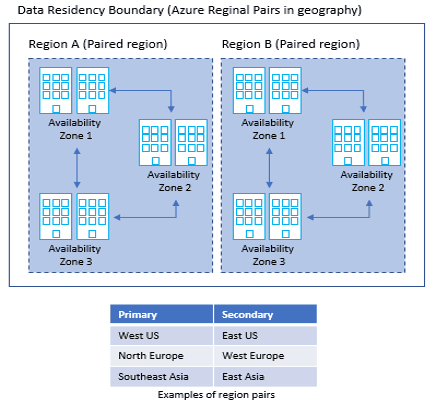 Data Residency Boundary (Azure Reginal Pairs in geography)
Region A (Paired region)
Region B (Paired region)
Availability
Zone 1
Availability
Zone 2
Availability
Zone 3
Availability
Zone 1
Availability
Zone 2
Availability
Zone 3
Primary Secondary
West US East US
North Europe West Europe
Southeast Asia East Asia
Examples of region pairs